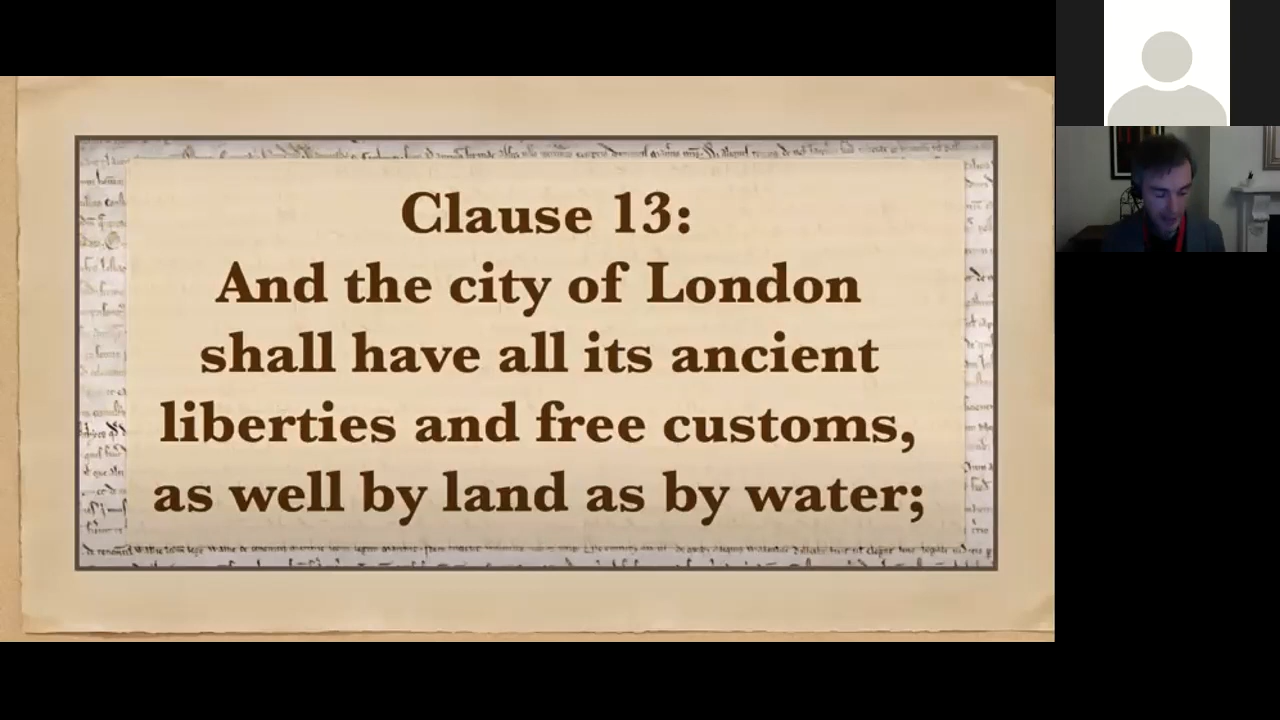 Clause 13:
And the city of London
shall have all its ancient
liberties and free customs,
as well by land as by water;